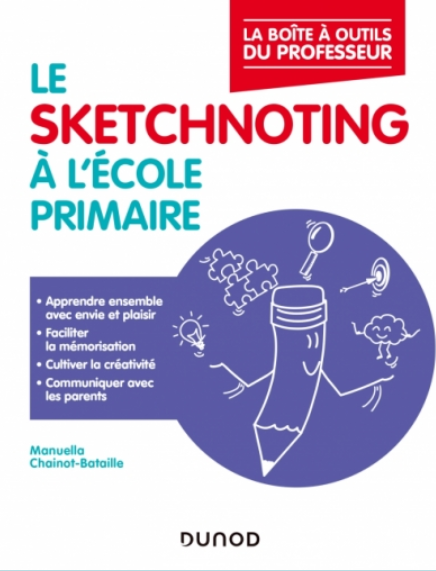 LA BOÎTE À OUTILS
DU PROFESSEUR
LE
SKETCHNOTING
À L'ÉCOLE
PRIMAIRE
• Apprendre ensemble
avec envie et plaisir
• Faciliter
la mémorisation
• Cultiver la créativité
• Communiquer avec
les parents
Manuella
Chainot-Bataille
DUNOD